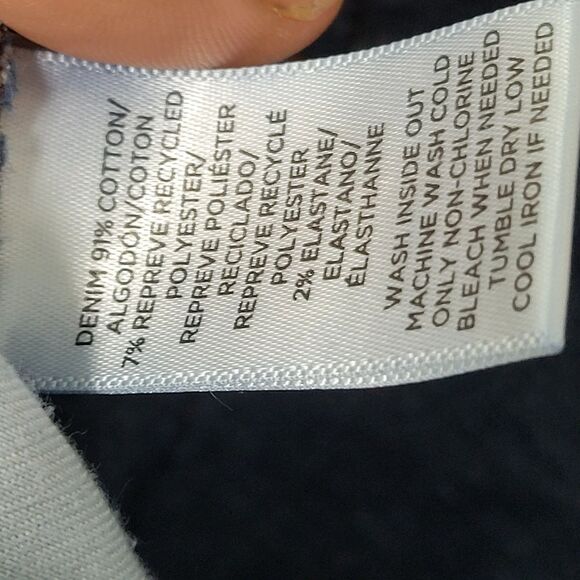 DENIM 91% COTTON/
ALGODÓN/COTON
7% REPREVE RECYCLED
POLYESTER/
REPREVE POLIÉSTER
RECICLADO/
REPREVE RECYCLÉ
POLYESTER
2% ELASTANE/
ELASTANO/
ÉLASTHANNE
WASH INSIDE OUT
MACHINE WASH COLD
ONLY NON-CHLORINE
BLEACH WHEN NEEDED
TUMBLE DRY LOW
COOL IRON IF NEEDED